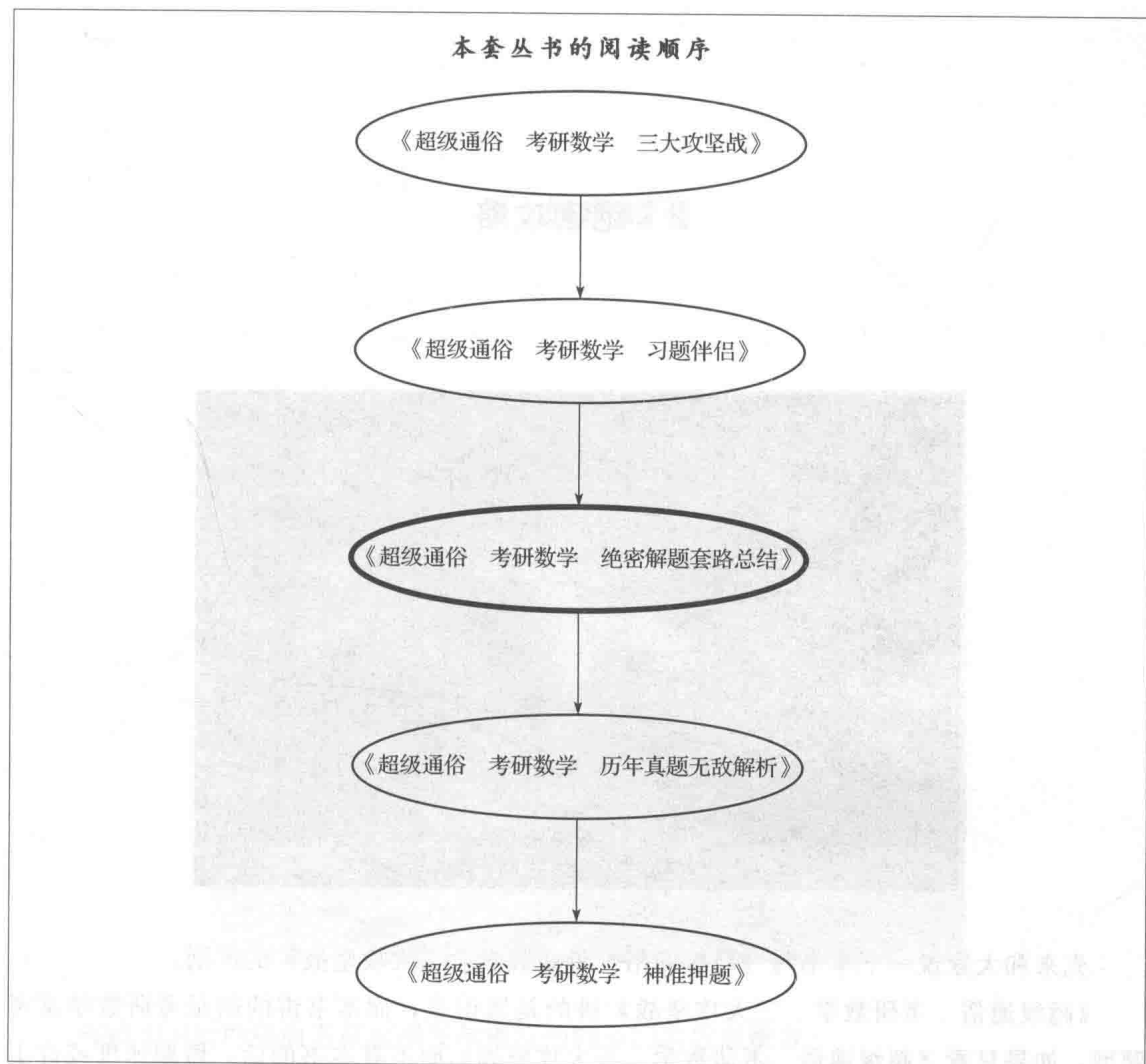 本套丛书的阅读顺序
《超级通俗　考研数学　三大攻坚战》
《超级通俗　考研数学　习题伴侣》
《超级通俗　考研数学　绝密解题套路总结》
《超级通俗　考研数学　历年真题无敌解析》
《超级通俗　考研数学　神准押题》